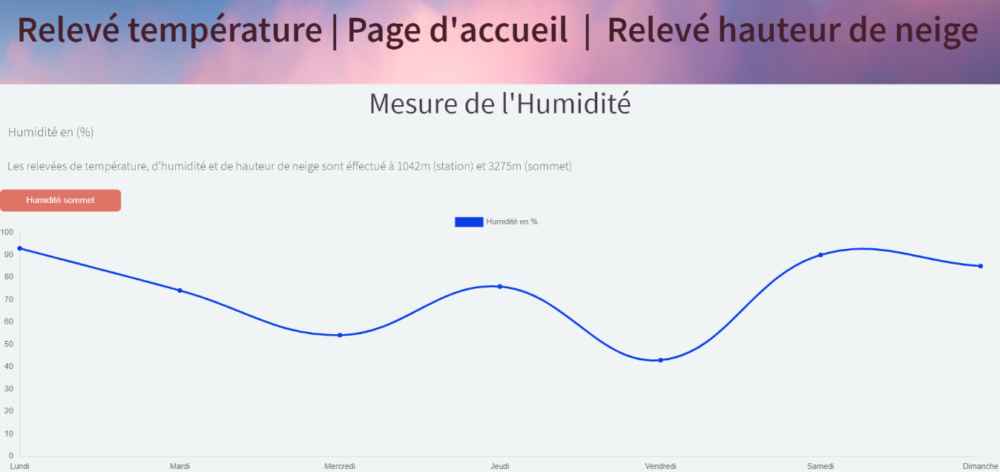 Relevé température | Page d'accueil | Relevé hauteur de neige
Mesure de l'Humidité
Humidité en (%)
Les relevées de température, d'humidité et de hauteur de neige sont éffectué à 1042m (station) et 3275m (sommet)
Humidité sommet
Humidité en %
100
90
80
70
60
50
40
30
20
10
0
Lundi Mardi Mercredi Jeudi Vendredi Samedi Dimanche